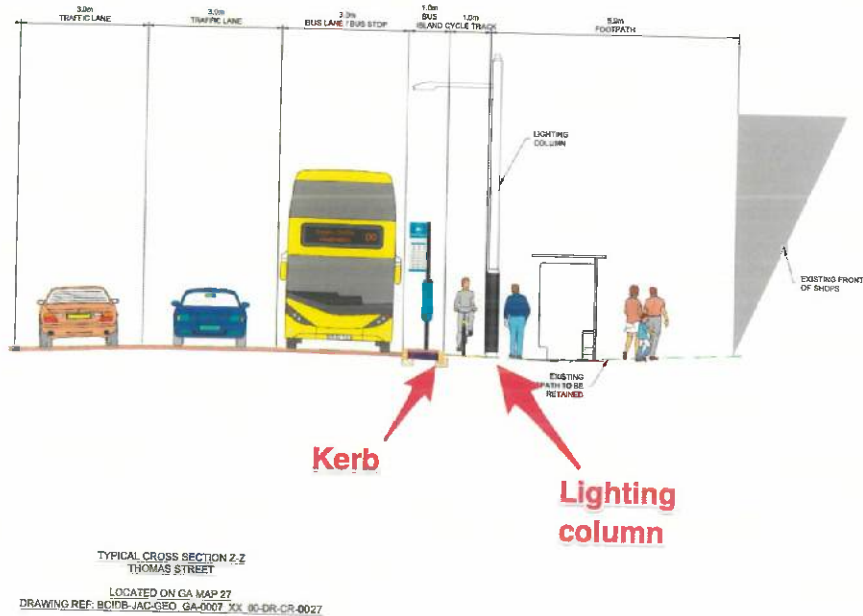 3.0m
TRAFFIC LANE
3.0m
TRAFFIC LANE
3.0m
BUS LANE / BUS STOP
1.0m
BUS
ISLAND
1.0m
CYCLE TRACK
FOOTPATH
LIGHTING
COLUMN
00
EXISTING FRONT
OF SHOPS
EXISTING
PATH TO BE
RETAINED
Kerb
Lighting
column
TYPICAL CROSS SECTION Z-Z
THOMAS STREET
LOCATED ON GA MAP 27
DRAWING REF: BCIDB-JAC-GEO_GA-0007_XX_00-DR-CR-0027